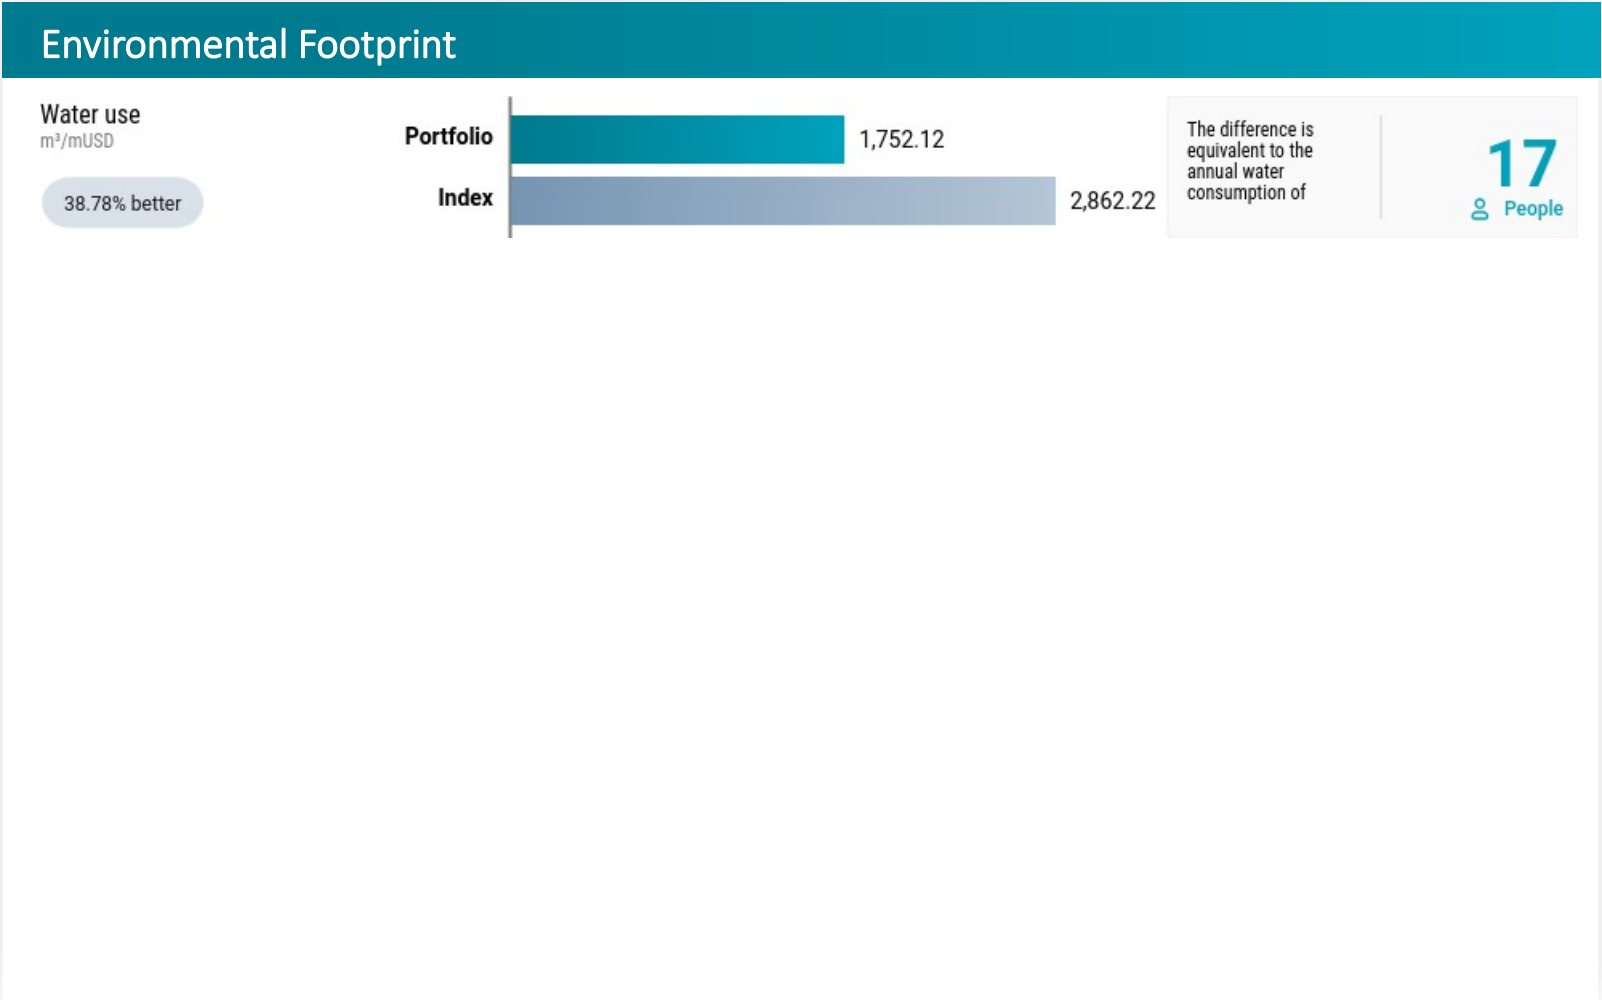 Environmental Footprint
Water use
m³/mUSD
38.78% better
Portfolio
1,752.12
Index
2,862.22
The difference is
equivalent to the
annual water
consumption of
17
People